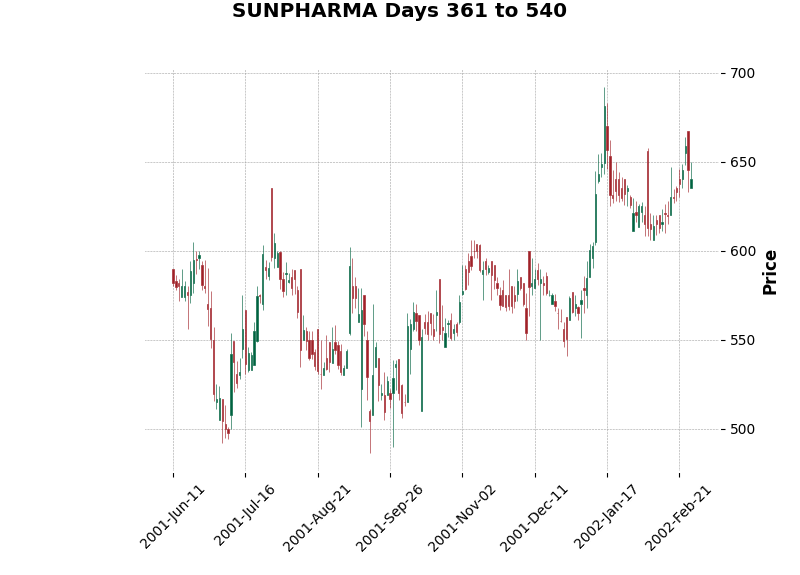 SUNPHARMA Days 361 to 540
700
650
600
550
500
Price
2001-Jun-11
2001-Jul-16
2001-Aug-21
2001-Sep-26
2001-Nov-02
2001-Dec-11
2002-Jan-17
2002-Feb-21